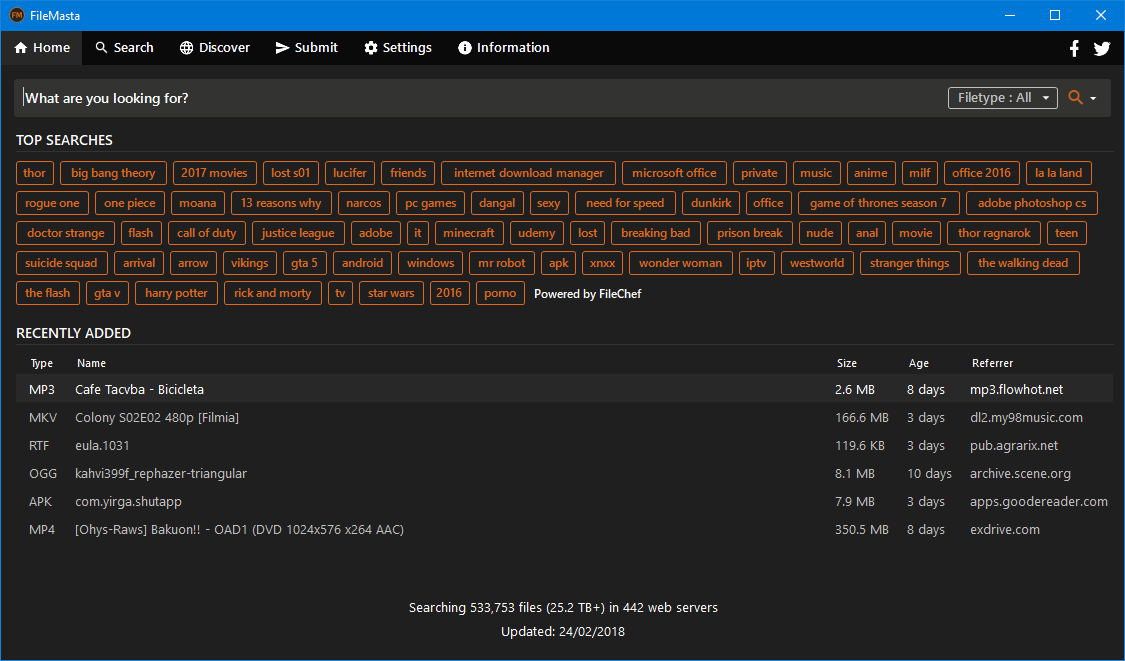 FM FileMasta
Home Search Discover Submit Settings Information
What are you looking for? Filetype : All
TOP SEARCHES
thor big bang theory 2017 movies lost s01 lucifer friends internet download manager microsoft office private music anime milf office 2016 la la land
rogue one one piece moana 13 reasons why narcos pc games dangal sexy need for speed dunkirk office game of thrones season 7 adobe photoshop cs
doctor strange flash call of duty justice league adobe it minecraft udemy lost breaking bad prison break nude anal movie thor ragnarok teen
suicide squad arrival arrow vikings gta 5 android windows mr robot apk xnxx wonder woman iptv westworld stranger things the walking dead
the flash gta v harry potter rick and morty tv star wars 2016 porno Powered by FileChef
RECENTLY ADDED
Type Name Size Age Referrer
MP3 Cafe Tacvba - Bicicleta 2.6 MB 8 days mp3.flowhot.net
MKV Colony S02E02 480p [Filmia] 166.6 MB 3 days dl2.my98music.com
RTF eula.1031 119.6 KB 3 days pub.agrarix.net
OGG kahvi399f_rephazer-triangular 8.1 MB 10 days archive.scene.org
APK com.yirga.shutapp 7.9 MB 3 days apps.goodereader.com
MP4 [Ohys-Raws] Bakuon!! - OAD1 (DVD 1024x576 x264 AAC) 350.5 MB 8 days exdrive.com
Searching 533,753 files (25.2 TB+) in 442 web servers
Updated: 24/02/2018